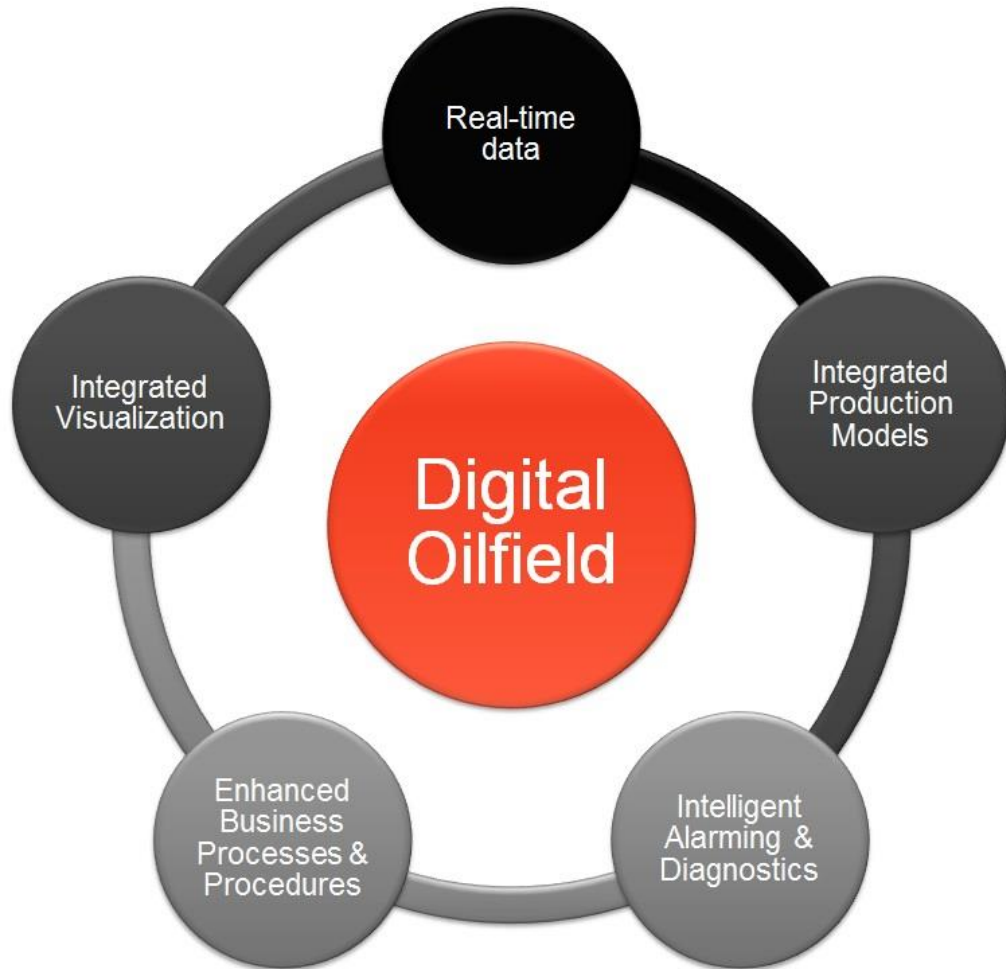 Real-time
data
Integrated
Production
Models
Intelligent
Alarming &
Diagnostics
Enhanced
Business
Processes &
Procedures
Integrated
Visualization
Digital
Oilfield